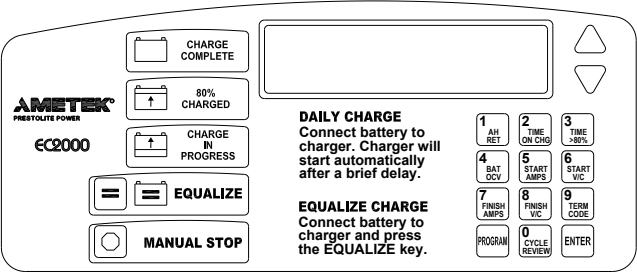 CHARGE
COMPLETE
80%
CHARGED
AMETEK®
PRESTOLITE POWER
EC2000
CHARGE
IN
PROGRESS
EQUALIZE
MANUAL STOP
DAILY CHARGE
Connect battery to
charger. Charger will
start automatically
after a brief delay.
EQUALIZE CHARGE
Connect battery to
charger and press
the EQUALIZE key.
1
AH
RET
2
TIME
ON CHG
3
TIME
>80%
4
BAT
OCV
5
START
AMPS
6
START
V/C
7
FINISH
AMPS
8
FINISH
V/C
9
TERM
CODE
PROGRAM
0
CYCLE
REVIEW
ENTER